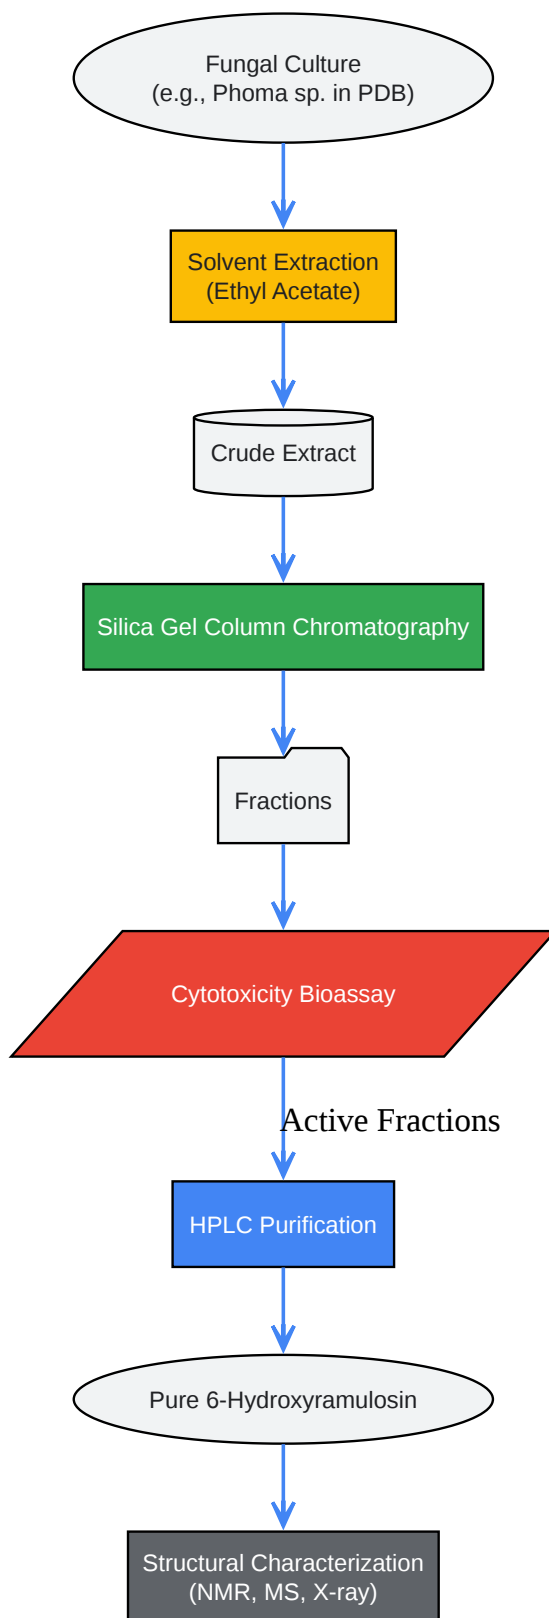 Fungal Culture
(e.g., Phoma sp. in PDB)
Solvent Extraction
(Ethyl Acetate)
Crude Extract
Silica Gel Column Chromatography
Fractions
Cytotoxicity Bioassay
Active Fractions
HPLC Purification
Pure 6-Hydroxyramulosin
Structural Characterization
(NMR, MS, X-ray)